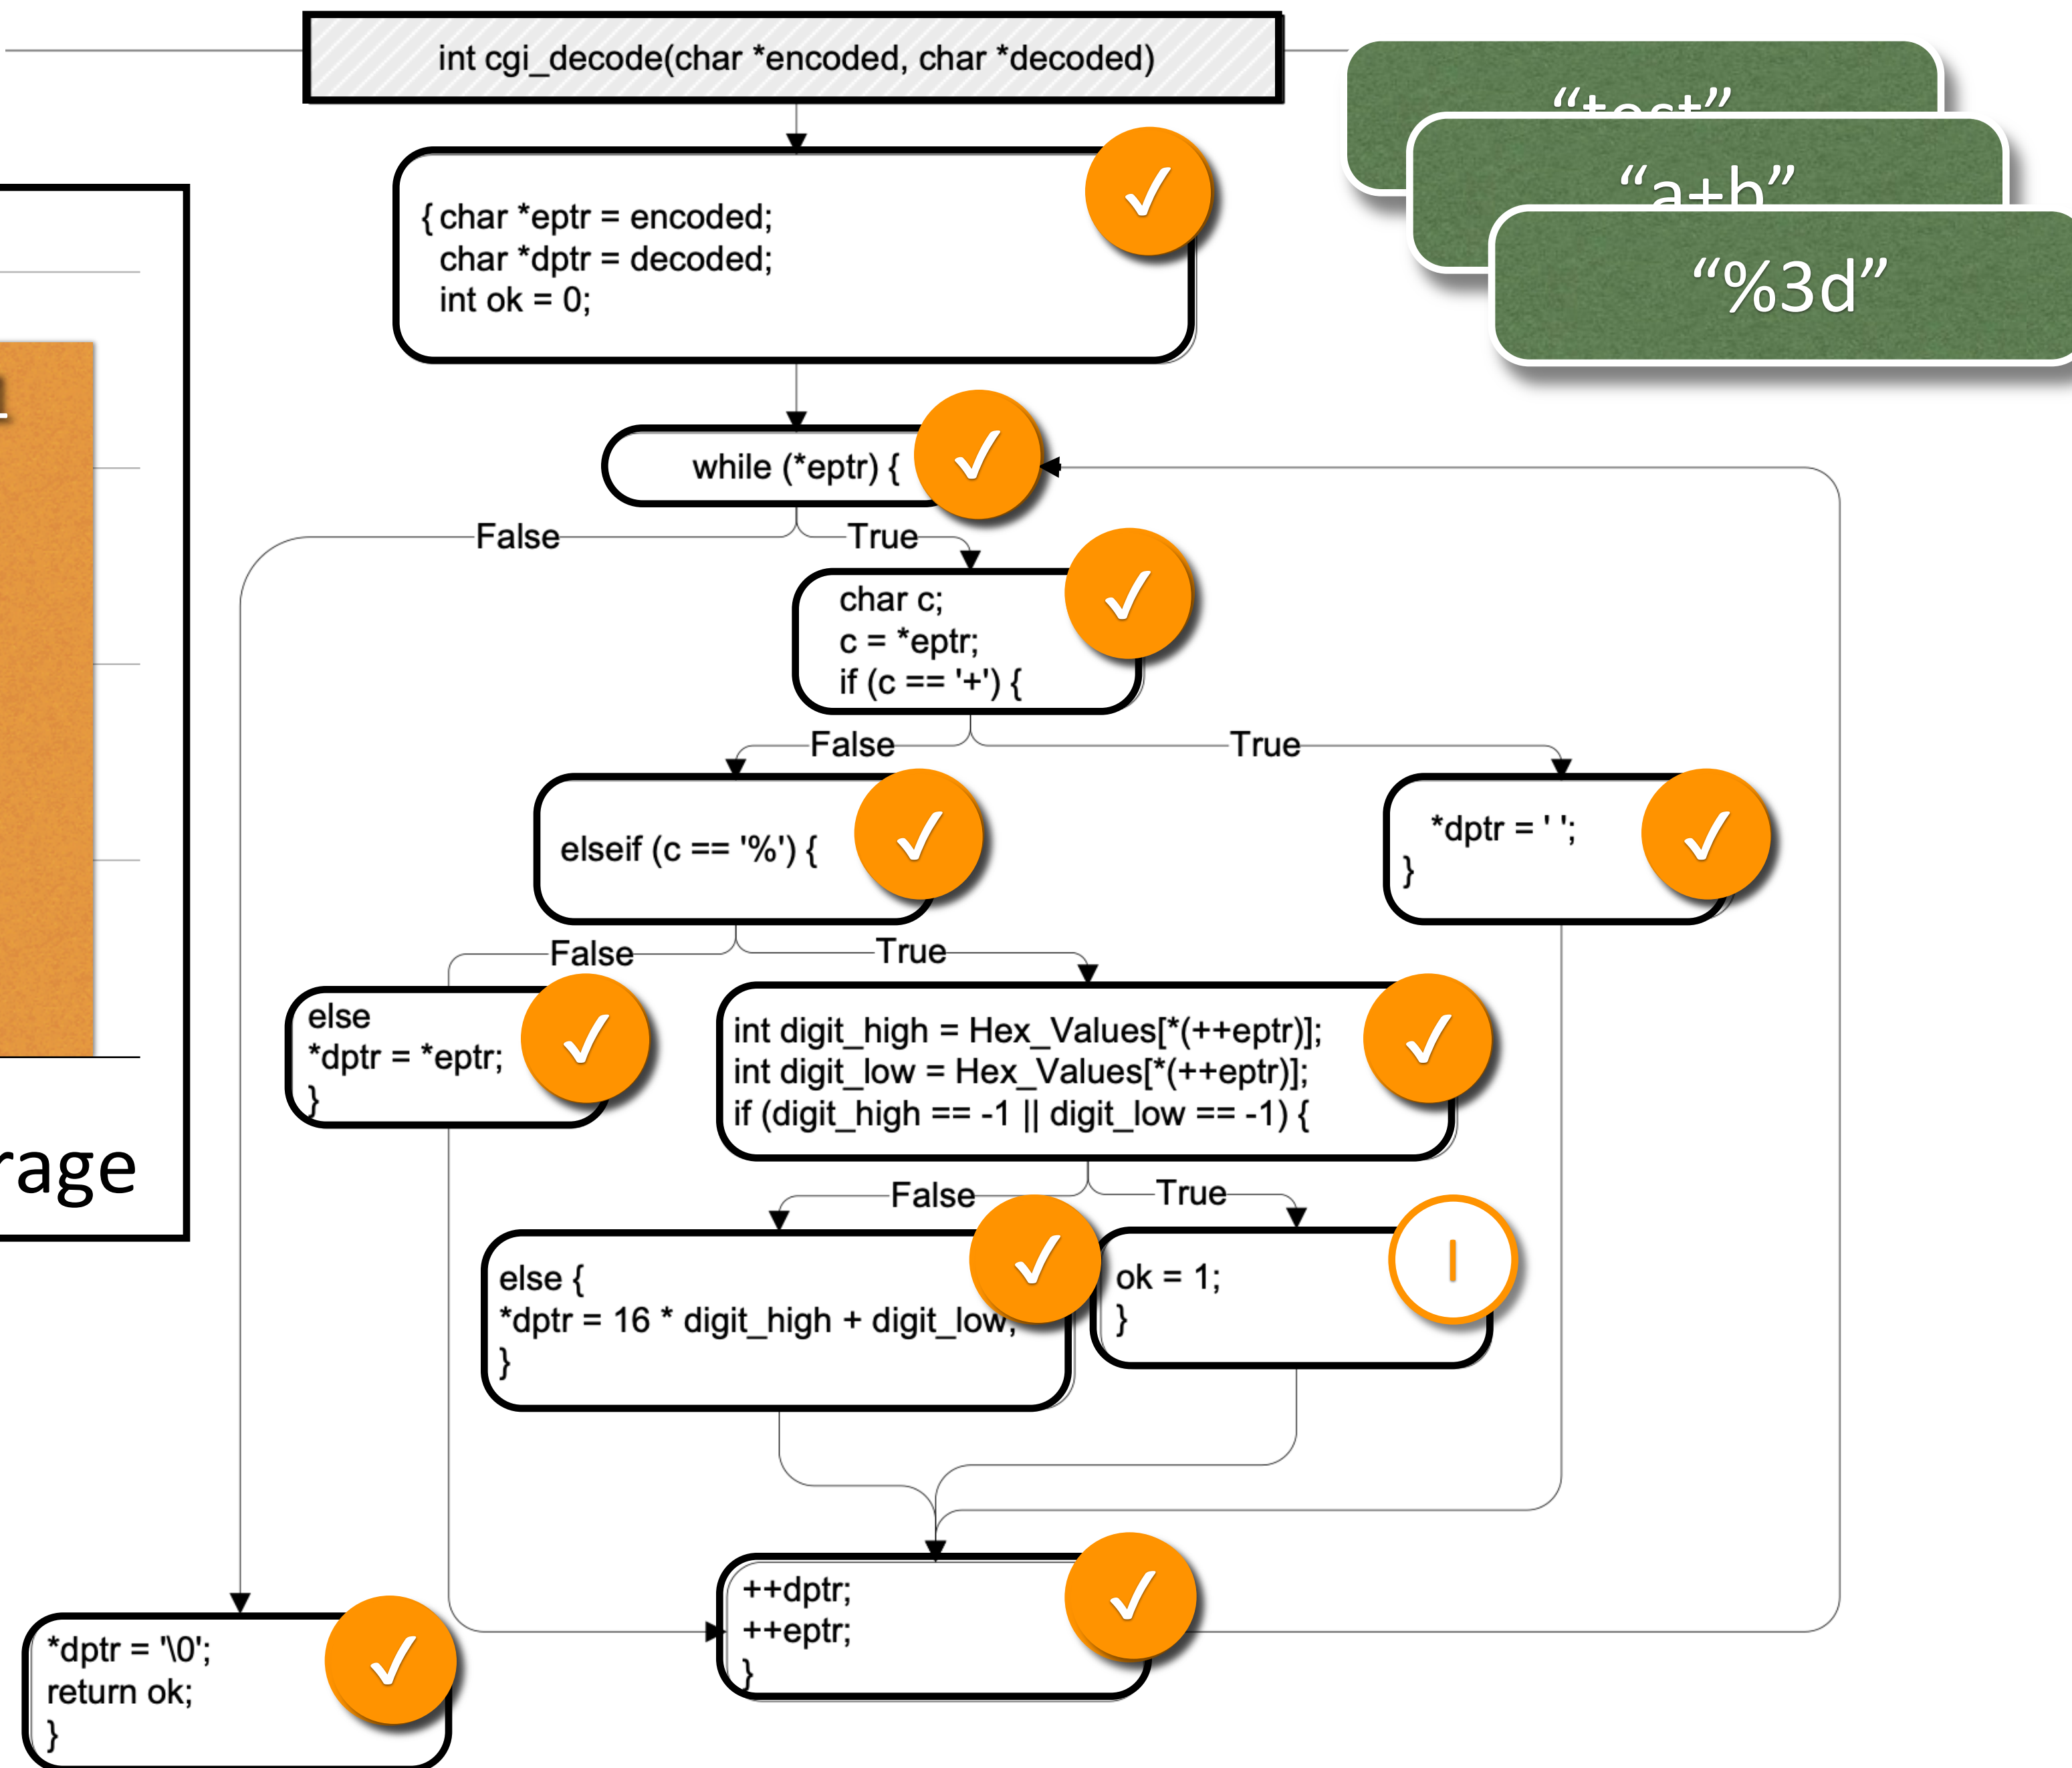 int cgi_decode(char *encoded, char *decoded)
“test”
“a+b”
“%3d”
{ char *eptr = encoded;
char *dptr = decoded;
int ok = 0;
while (*eptr) {
False
True
char c;
c = *eptr;
if (c == '+') {
False
True
elseif (c == '%') {
*dptr = ' ';
}
False
True
else
*dptr = *eptr;
}
int digit_high = Hex_Values[*(++eptr)];
int digit_low = Hex_Values[*(++eptr)];
if (digit_high == -1 || digit_low == -1) {
rage
False
True
else {
*dptr = 16 * digit_high + digit_low;
}
ok = 1;
}
++dptr;
++eptr;
}
*dptr = '\0';
return ok;
}